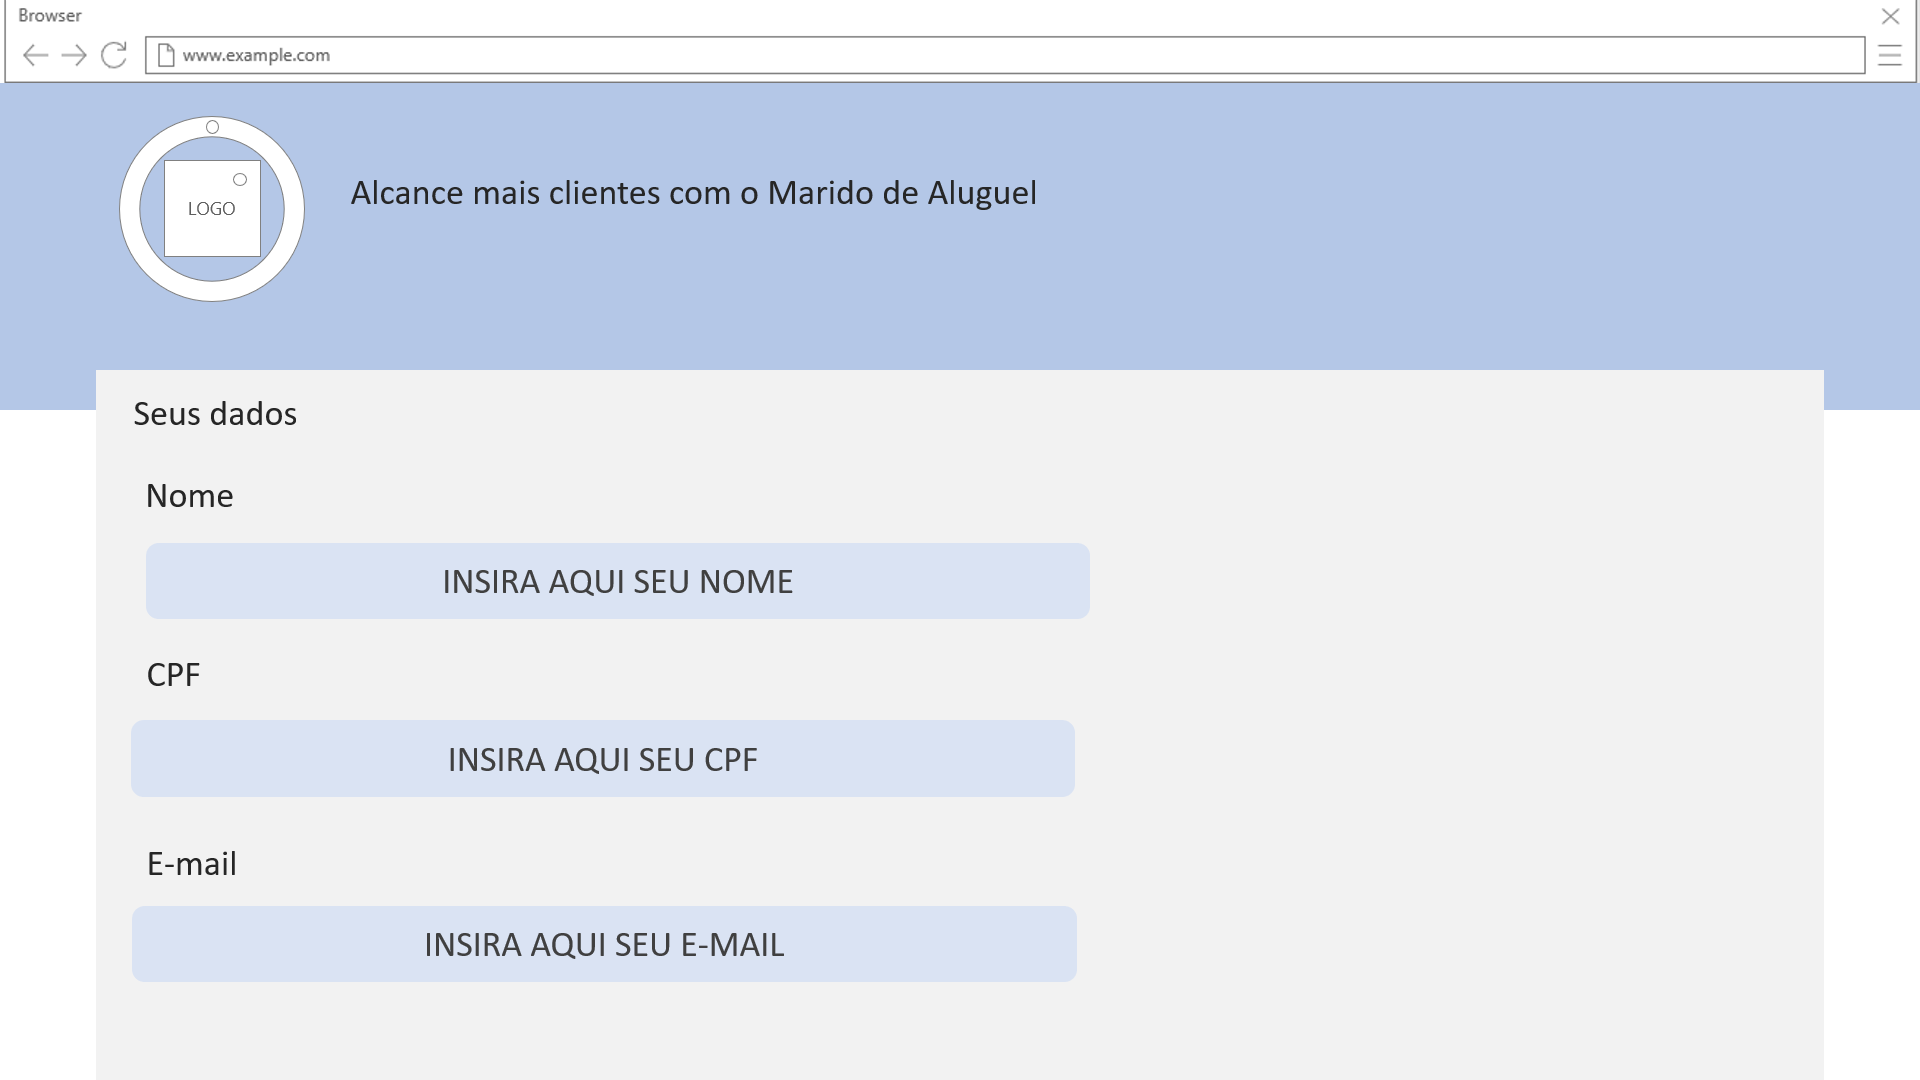 Browser
www.example.com
LOGO
Alcance mais clientes com o Marido de Aluguel
Seus dados
Nome
INSIRA AQUI SEU NOME
CPF
INSIRA AQUI SEU CPF
E-mail
INSIRA AQUI SEU E-MAIL